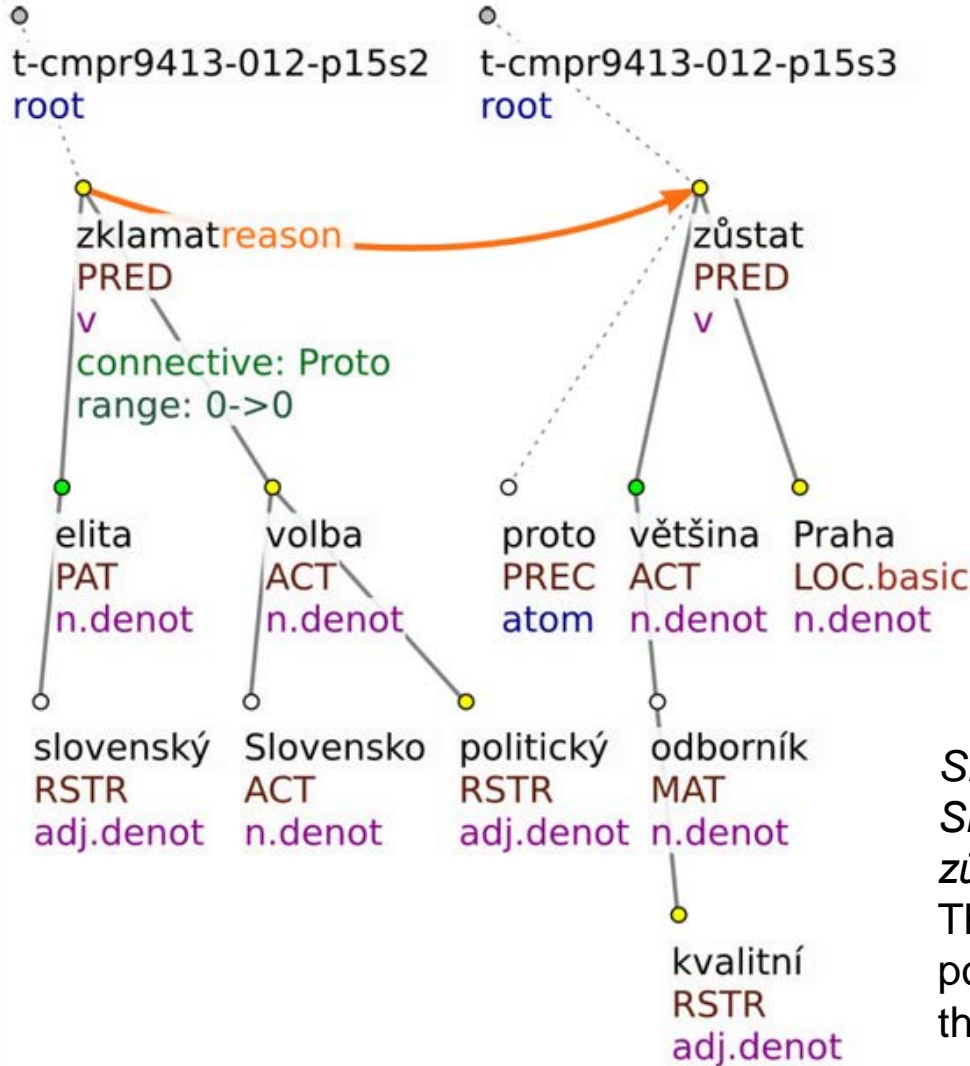 t-cmpr9413-012-p15s2
root
t-cmpr9413-012-p15s3
root
zklamat reason
PRED
v
connective: Proto
range: 0->0
zůstat
PRED
v
elita
PAT
n.denot
volba
ACT
n.denot
proto
PREC
atom
většina
ACT
n.denot
Praha
LOC.basic
n.denot
slovenský
RSTR
adj.denot
Slovensko
ACT
n.denot
politický
RSTR
adj.denot
odborník
MAT
n.denot
kvalitní
RSTR
adj.denot